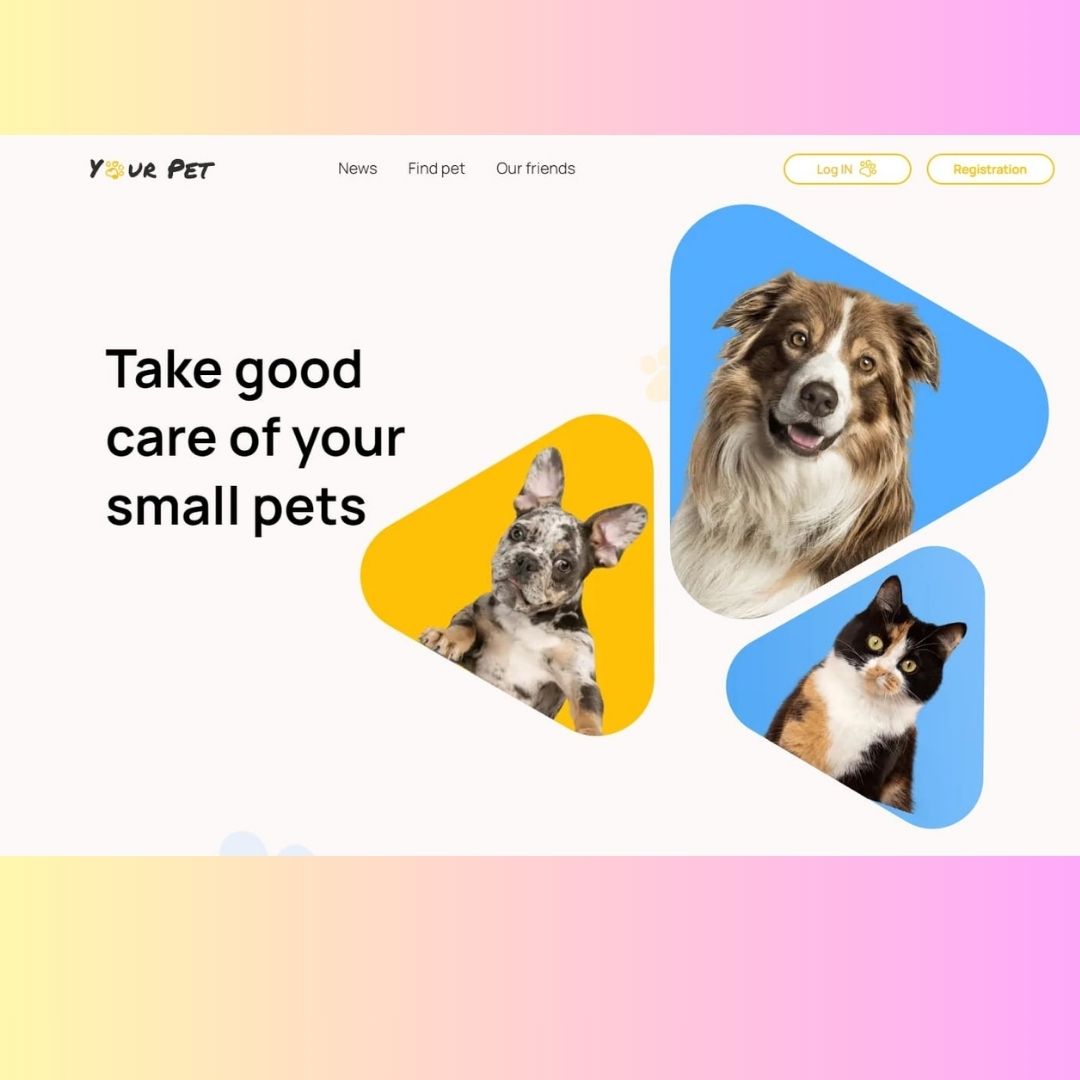 Your Pet
News
Find pet
Our friends
Log IN
Registration
Take good
care of your
small pets